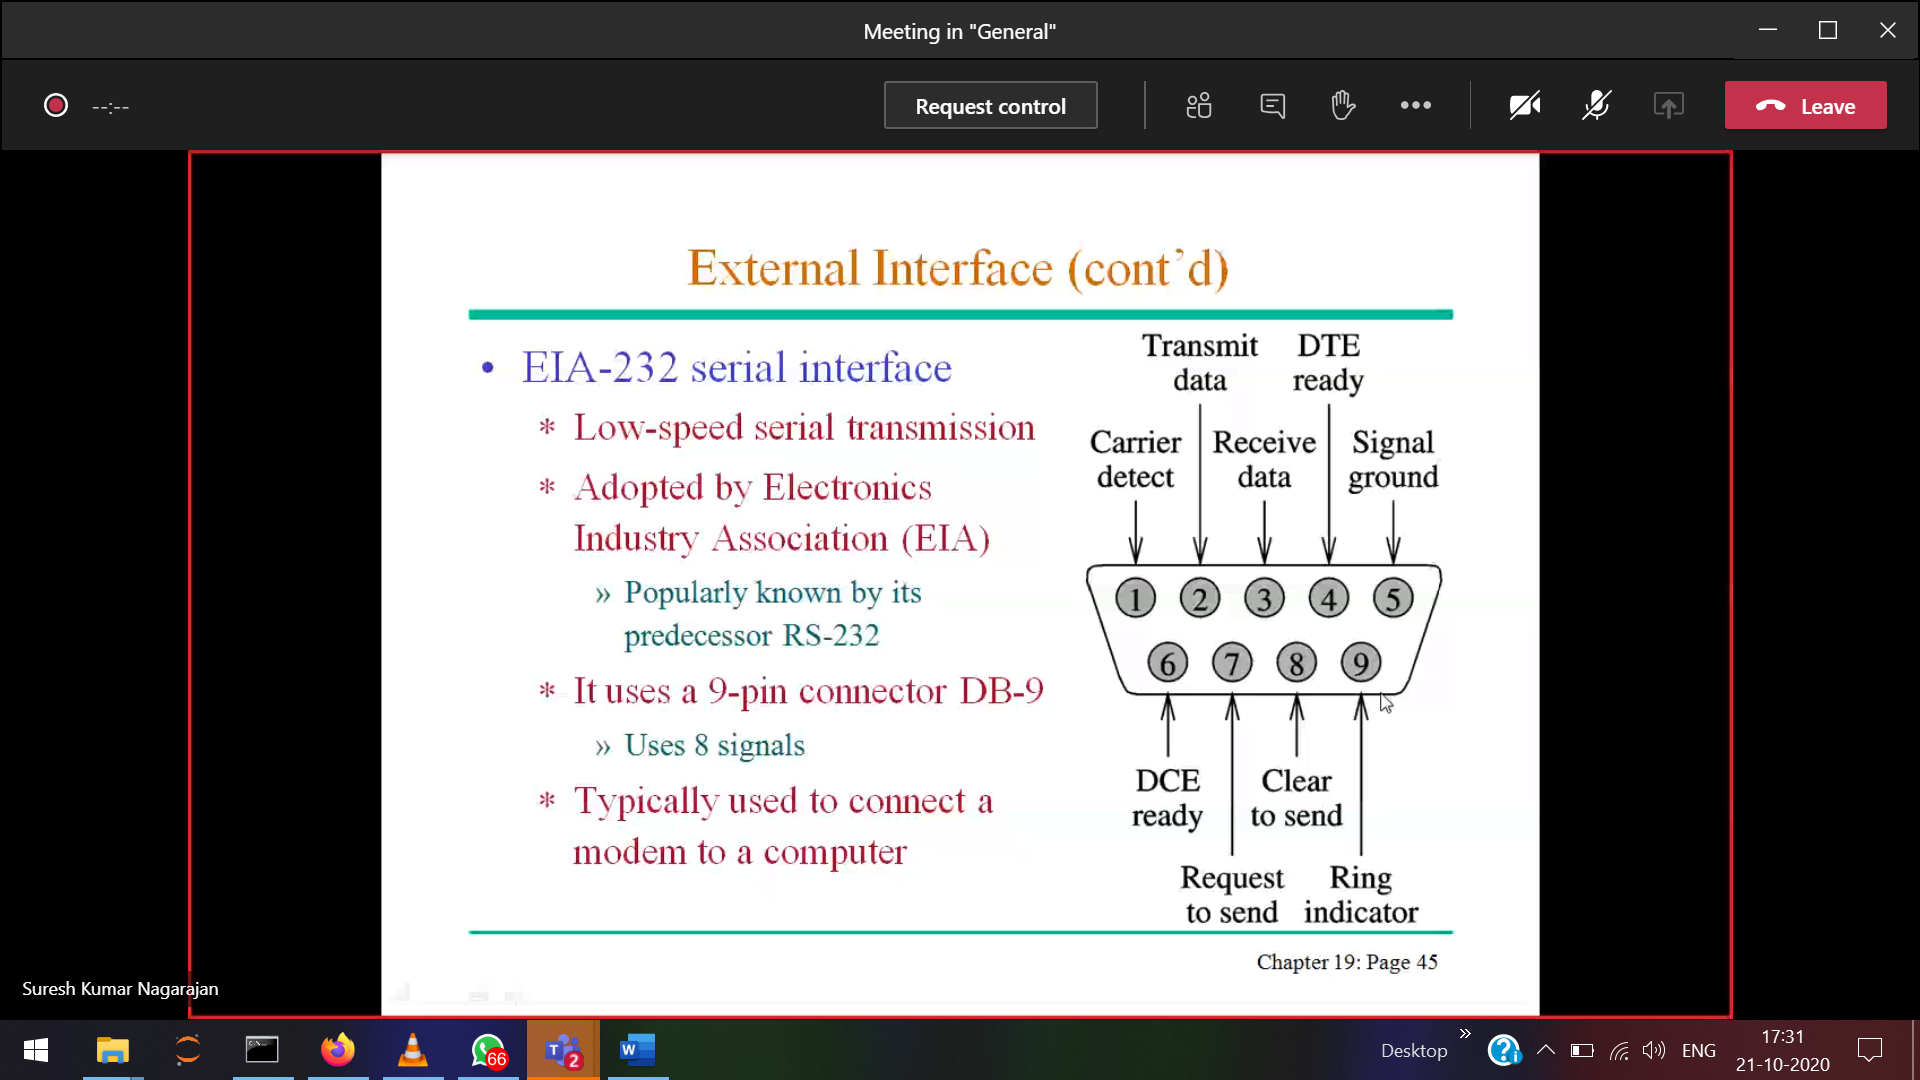 Meeting in "General"
--:--
Request control
Leave
External Interface (cont’d)
• EIA-232 serial interface
* Low-speed serial transmission
* Adopted by Electronics
Industry Association (EIA)
» Popularly known by its
predecessor RS-232
* It uses a 9-pin connector DB-9
» Uses 8 signals
* Typically used to connect a
modem to a computer
Transmit
data
DTE
ready
Carrier
detect
Receive
data
Signal
ground
1 2 3 4 5
6 7 8 9
DCE
ready
Clear
to send
Request
to send
Ring
indicator
Chapter 19: Page 45
Suresh Kumar Nagarajan
66
T
2
W
Desktop
ENG
17:31
21-10-2020